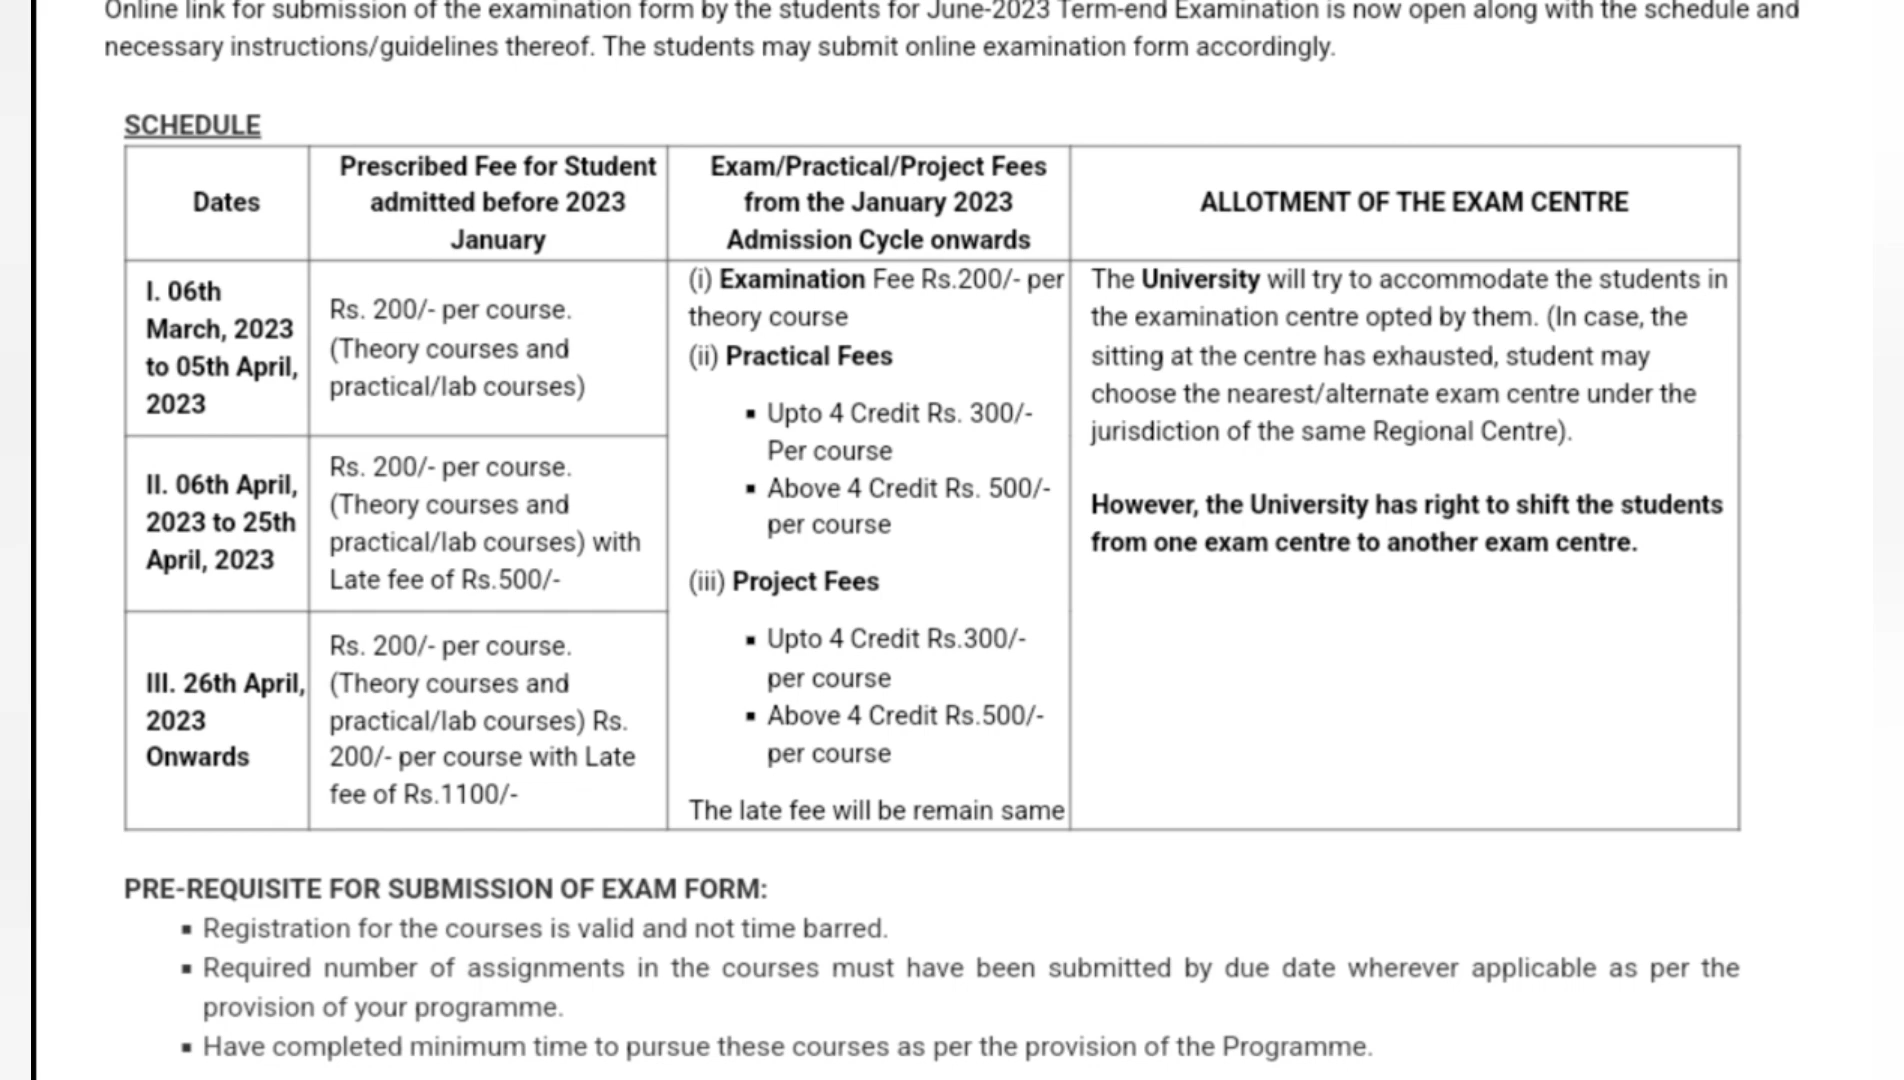 Online link for submission of the examination form by the students for June-2023 Term-end Examination is now open along with the schedule and
necessary instructions/guidelines thereof. The students may submit online examination form accordingly.
SCHEDULE
Dates
Prescribed Fee for Student
admitted before 2023
January
Exam/Practical/Project Fees
from the January 2023
Admission Cycle onwards
ALLOTMENT OF THE EXAM CENTRE
I. 06th
March, 2023
to 05th April,
2023
Rs. 200/- per course.
(Theory courses and
practical/lab courses)
II. 06th April,
2023 to 25th
April, 2023
Rs. 200/- per course.
(Theory courses and
practical/lab courses) with
Late fee of Rs.500/-
III. 26th April,
2023
Onwards
Rs. 200/- per course.
(Theory courses and
practical/lab courses) Rs.
200/- per course with Late
fee of Rs.1100/-
(i) Examination Fee Rs.200/- per
theory course
(ii) Practical Fees
▪ Upto 4 Credit Rs. 300/-
Per course
▪ Above 4 Credit Rs. 500/-
per course
(iii) Project Fees
▪ Upto 4 Credit Rs.300/-
per course
▪ Above 4 Credit Rs.500/-
per course
The late fee will be remain same
The University will try to accommodate the students in
the examination centre opted by them. (In case, the
sitting at the centre has exhausted, student may
choose the nearest/alternate exam centre under the
jurisdiction of the same Regional Centre).
However, the University has right to shift the students
from one exam centre to another exam centre.
PRE-REQUISITE FOR SUBMISSION OF EXAM FORM:
▪ Registration for the courses is valid and not time barred.
▪ Required number of assignments in the courses must have been submitted by due date wherever applicable as per the
provision of your programme.
▪ Have completed minimum time to pursue these courses as per the provision of the Programme.